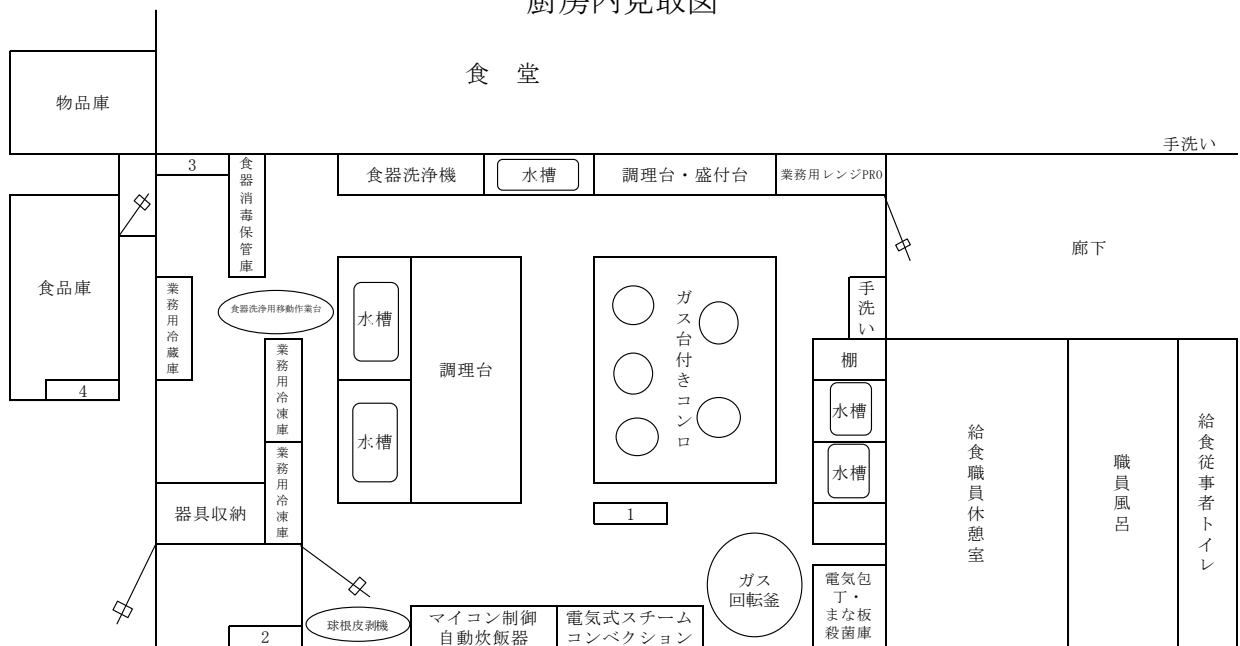 厨房内見取図
食 堂
物品庫
手洗い
3
食器消毒保管庫
食器洗浄機
水槽
調理台・盛付台
業務用レンジPRO
廊下
食品庫
業務用冷蔵庫
食器洗浄用移動作業台
水槽
調理台
ガス台付きコンロ
手洗い
棚
4
業務用冷凍庫
水槽
水槽
給食職員休憩室
職員風呂
給食従事者トイレ
業務用冷凍庫
水槽
器具収納
1
ガス
回転釜
電気包
丁・
まな板
殺菌庫
2
球根皮剥機
マイコン制御
自動炊飯器
電気式スチーム
コンベクション